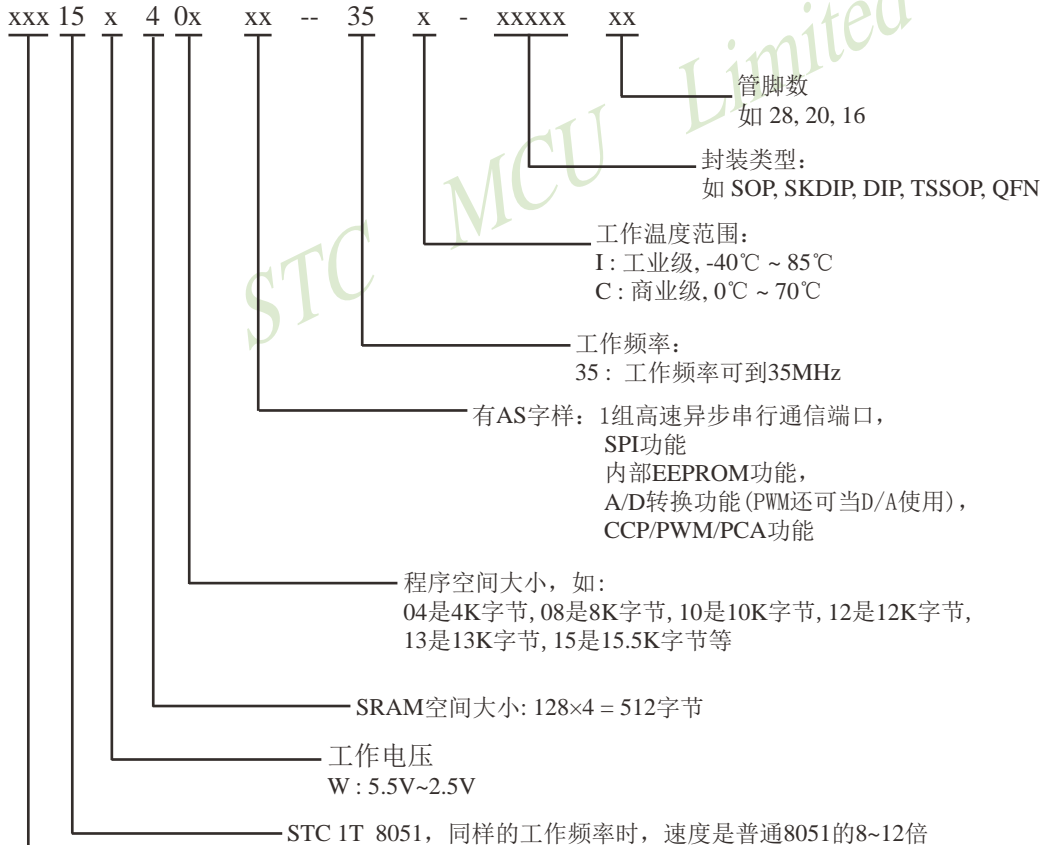 xxx 15 x 4 0x xx -- 35 x - xxxxx xx
管脚数
如 28, 20, 16
封装类型：
如 SOP, SKDIP, DIP, TSSOP, QFN
工作温度范围：
I : 工业级, -40℃ ~ 85℃
C : 商业级, 0℃ ~ 70℃
工作频率：
35 : 工作频率可到35MHz
有AS字样：1组高速异步串行通信端口，
SPI功能
内部EEPROM功能，
A/D转换功能(PWM还可当D/A使用)，
CCP/PWM/PCA功能
程序空间大小，如:
04是4K字节, 08是8K字节, 10是10K字节, 12是12K字节,
13是13K字节, 15是15.5K字节等
SRAM空间大小: 128×4 = 512字节
工作电压
W : 5.5V~2.5V
STC 1T 8051，同样的工作频率时，速度是普通8051的8~12倍
STC MCU Limited